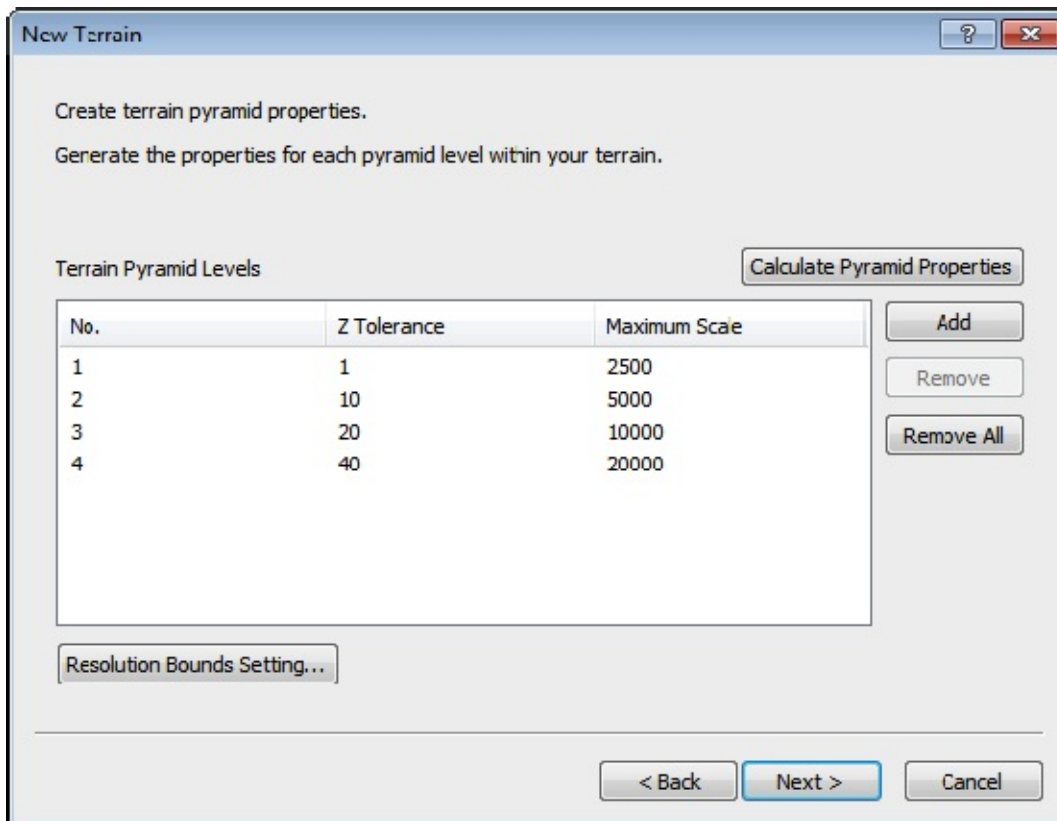 New Terrain
Create terrain pyramid properties.
Generate the properties for each pyramid level within your terrain.
Terrain Pyramid Levels Calculate Pyramid Properties
No. Z Tolerance Maximum Scale Add
1 1 2500
Remove
2 10 5000
3 20 10000 Remove All
4 40 20000
Resolution Bounds Setting...
< Back Next > Cancel